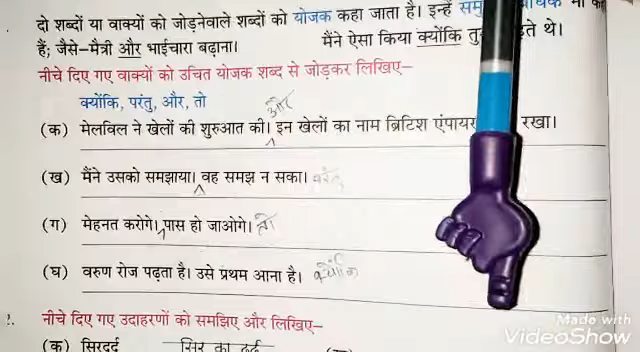 दो शब्दों या वाक्यों को जोड़नेवाले शब्दों को योजक कहा जाता है। इन्हें
हैं; जैसे-मैत्री और भाईचारा बढ़ाना। मैंने ऐसा किया क्योंकि थे।
नीचे दिए गए वाक्यों को उचित योजक शब्द से जोड़कर लिखिए-
क्योंकि, परंतु, और, तो
और
(क) मेलविल ने खेलों की शुरुआत की। इन खेलों का नाम ब्रिटिश रखा।
(ख) मैंने उसको समझाया। वह समझ न सका। परंतु
(ग) मेहनत करोगे। पास हो जाओगे। तो
(घ) वरुण रोज पढ़ता है। उसे प्रथम आना है। क्योंकि
नीचे दिए गए उदाहरणों को समझिए और लिखिए-
(क) सिरदर्द सिर का दर्द
Made with
VideoShow